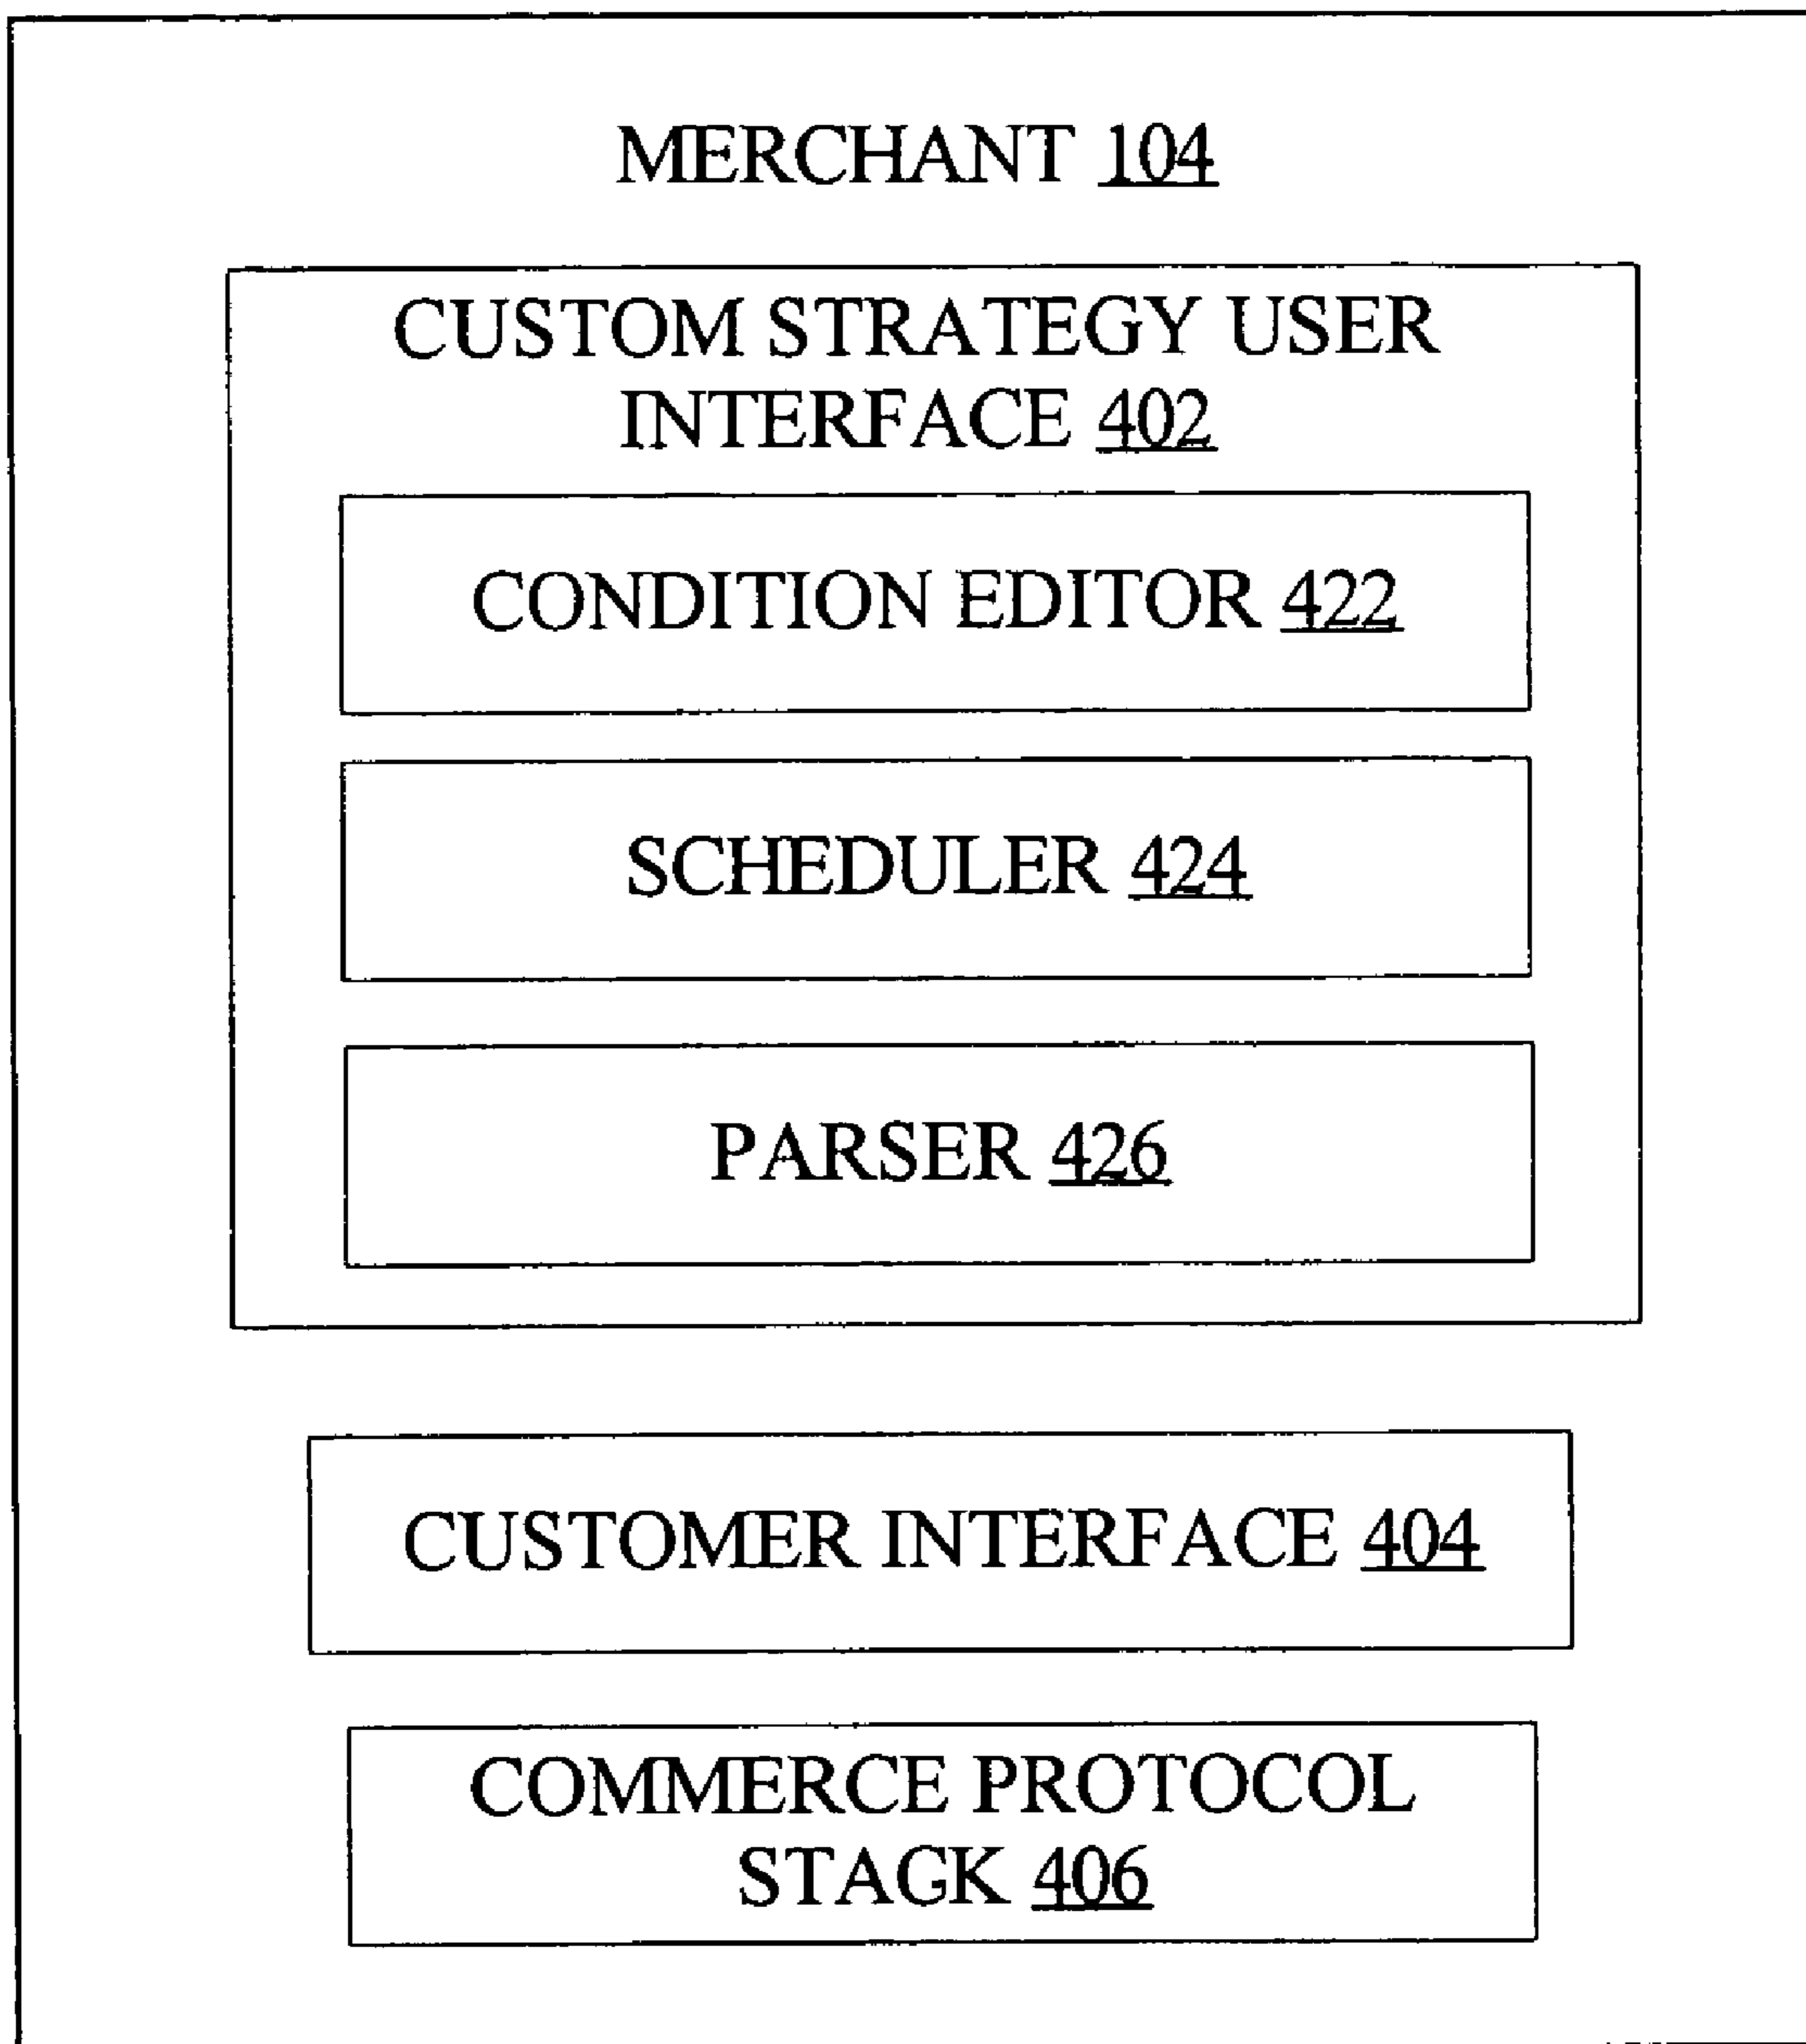 MERCHANT 104
CUSTOM STRATEGY USER
INTERFACE 402
CONDITION EDITOR 422
SCHEDULER 424
PARSER 426
CUSTOMER INTERFACE 404
COMMERCE PROTOCOL
STAGK 406